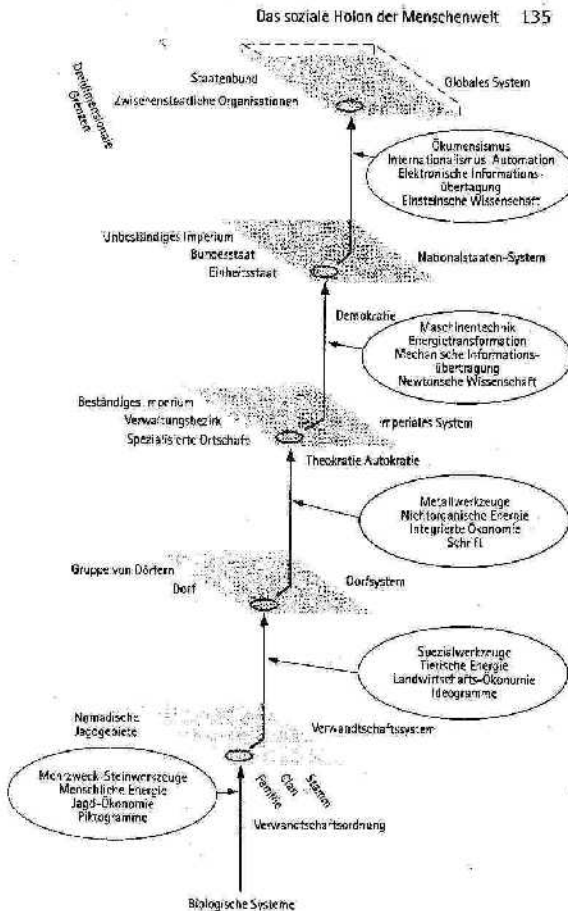 Das soziale Holon der Menschenwelt 135
Dreidimensionale
Grenzen
Staatenbund
Zwischenstaatliche Organisationen
Globales System
Ökumensismus
Internationalismus Automation
Elektronische Informations-
übertagung
Einsteinsche Wissenschaft
Unbeständiges Imperium
Bundesstaat
Einheitsstaat
Nationalstaaten-System
Demokratie
Maschinentechnik
Energietransformation
Mechanische Informations-
übertragung
Newtonsche Wissenschaft
Beständiges Imperium
Verwaltungsbezirk
Spezialisierte Ortschaft
Imperiales System
Theokratie Autokratie
Metallwerkzeuge
Nichtorganische Energie
Integrierte Ökonomie
Schrift
Gruppe von Dörfern
Dorf
Dorfsystem
Spezialwerkzeuge
Tierische Energie
Landwirtschafts-Ökonomie
Ideogramme
Nomadische
Jagdgebiete
Verwandtschaftssystem
Mehrzweck-Steinwerkzeuge
Menschliche Energie
Jagd-Ökonomie
Piktogramme
Familie
Clan
Stamm
Verwandtschaftsordnung
Biologische Systeme